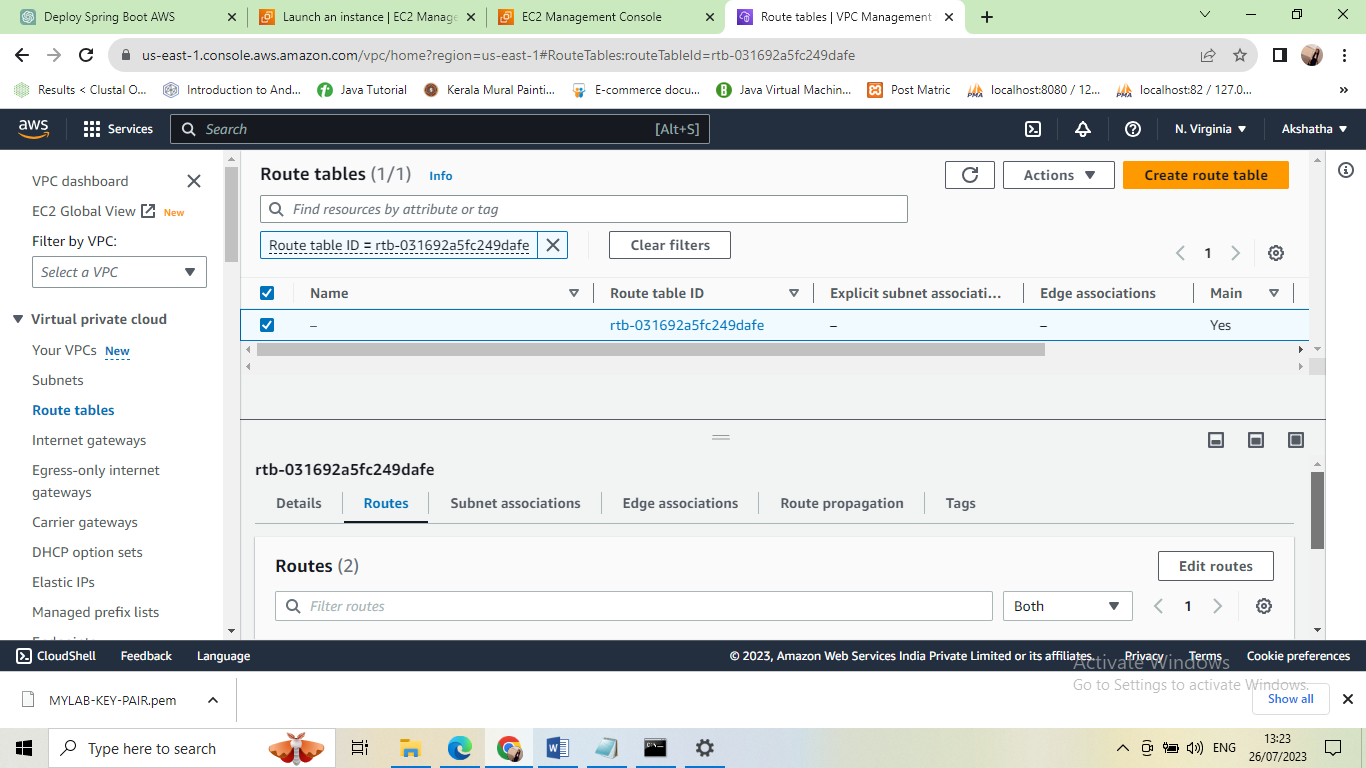 Deploy Spring Boot AWS
Launch an instance | EC2 Manage
EC2 Management Console
Route tables | VPC Management
us-east-1.console.aws.amazon.com/vpc/home?region=us-east-1#RouteTables:routeTableId=rtb-031692a5fc249dafe
Results < Clustal O...
Introduction to And...
Java Tutorial
Kerala Mural Painti...
E-commerce docu...
Java Virtual Machin...
Post Matric
localhost:8080 / 12...
localhost:82 / 127.0...
»
aws
Services
Search
[Alt+S]
N. Virginia
Akshatha
VPC dashboard
EC2 Global View New
Filter by VPC:
Select a VPC
Virtual private cloud
Your VPCs New
Subnets
Route tables
Internet gateways
Egress-only internet
gateways
Carrier gateways
DHCP option sets
Elastic IPs
Managed prefix lists
Route tables (1/1) Info
Actions
Create route table
Find resources by attribute or tag
Route table ID = rtb-031692a5fc249dafe
Clear filters
1
Name Route table ID Explicit subnet associati... Edge associations Main
– rtb-031692a5fc249dafe – – Yes
rtb-031692a5fc249dafe
Details Routes Subnet associations Edge associations Route propagation Tags
Routes (2)
Edit routes
Filter routes
Both
1
CloudShell Feedback Language
© 2023, Amazon Web Services India Private Limited or its affiliates.
Privacy Terms Cookie preferences
Activate Windows
Go to Settings to activate Windows.
MYLAB-KEY-PAIR.pem
Show all
Type here to search
ENG
13:23
26/07/2023